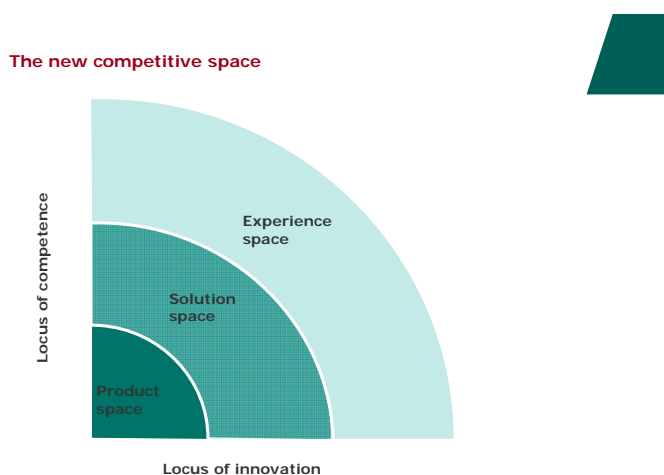 The new competitive space
Locus of competence
Experience
space
Solution
space
Product
space
Locus of innovation